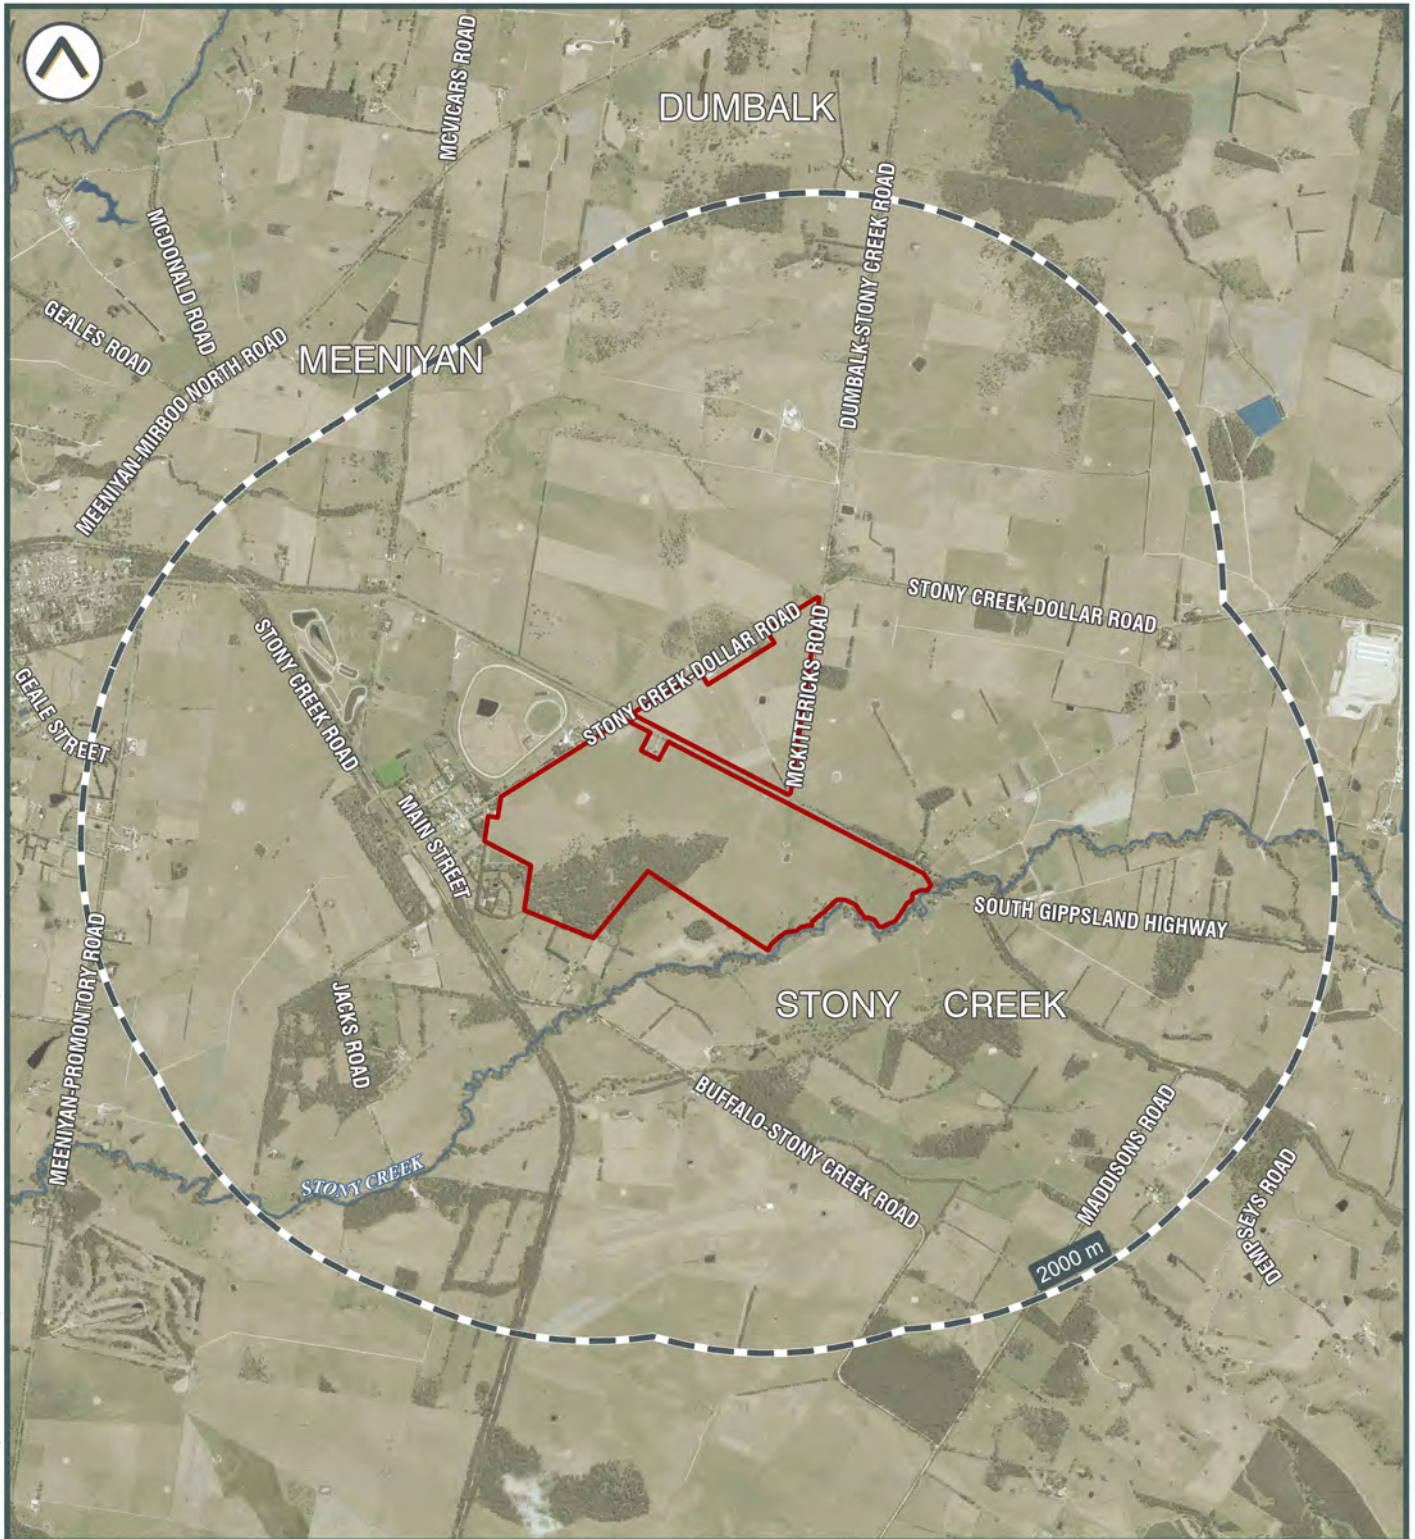 DUMBALK
MCVICARS ROAD
MCDONALD ROAD
GEALES ROAD
MEENIYAN-MIRBOO NORTH ROAD
MEENIYAN
DUMBALK-STONY CREEK ROAD
STONY CREEK-DOLLAR ROAD
STONY CREEK-DOLLAR ROAD
MCKITTERICKS ROAD
STONY CREEK ROAD
GEALE STREET
MAIN STREET
SOUTH GIPPSLAND HIGHWAY
STONY CREEK
MEENIYAN-PROMONTORY ROAD
JACKS ROAD
BUFFALO-STONY CREEK ROAD
STONY CREEK
MADDISONS ROAD
DEMPSEYS ROAD
2000 m